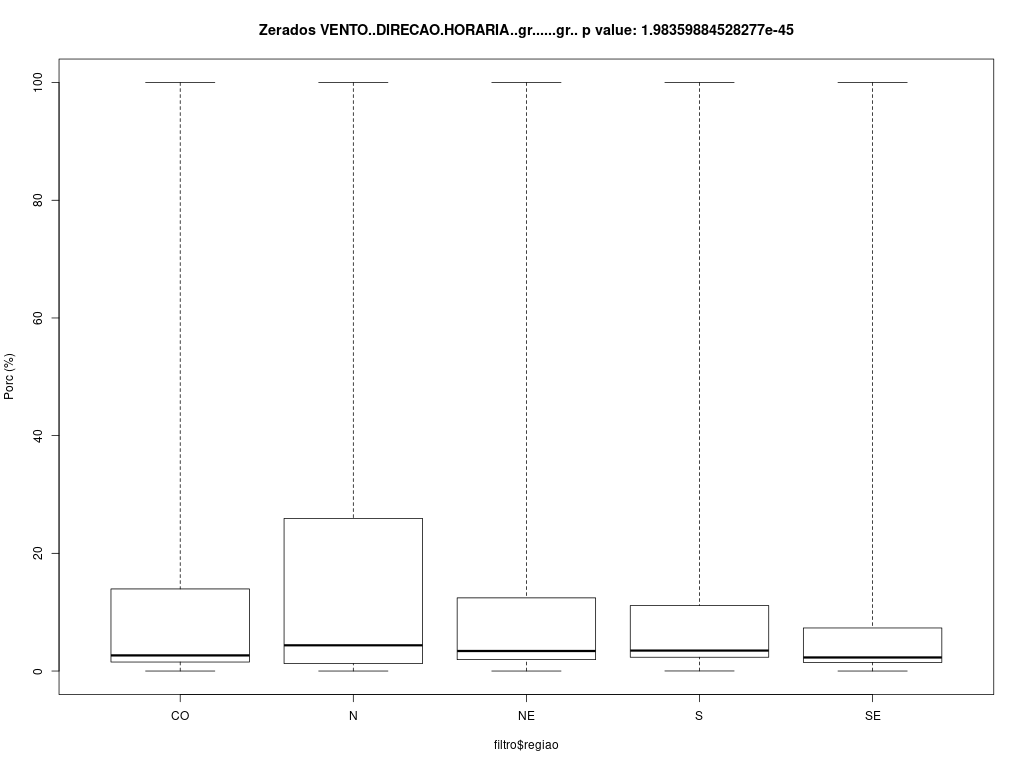 Zerados VENTO..DIRECAO.HORARIA..gr......gr.. p value: 1.98359884528277e-45
100
80
60
40
20
0
Porc (%)
CO N NE S SE
filtro$regiao